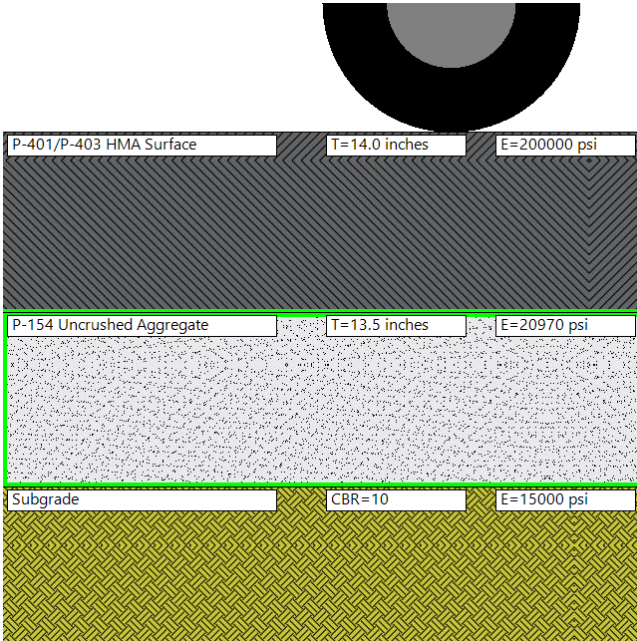 P-401/P-403 HMA Surface T=14.0 inches E=200000 psi
P-154 Uncrushed Aggregate T=13.5 inches E=20970 psi
Subgrade CBR=10 E=15000 psi